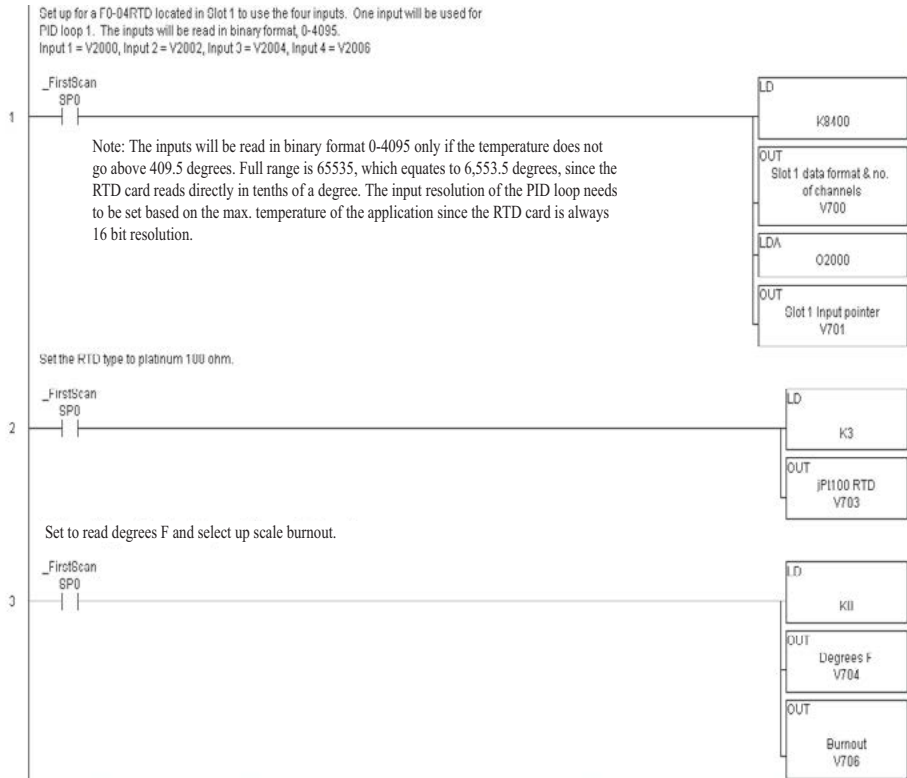 Set up for a F0-04RTD located in Slot 1 to use the four inputs. One input will be used for
PID loop 1. The inputs will be read in binary format, 0-4095.
Input 1 = V2000, Input 2 = V2002, Input 3 = V2004, Input 4 = V2006
_FirstScan
SP0
1
LD
K8400
Note: The inputs will be read in binary format 0-4095 only if the temperature does not
go above 409.5 degrees. Full range is 65535, which equates to 6,553.5 degrees, since the
RTD card reads directly in tenths of a degree. The input resolution of the PID loop needs
to be set based on the max. temperature of the application since the RTD card is always
16 bit resolution.
OUT
Slot 1 data format & no.
of channels
V700
LDA
O2000
OUT
Slot 1 Input pointer
V701
Set the RTD type to platinum 100 ohm.
_FirstScan
SP0
2
LD
K3
OUT
jPt100 RTD
V703
Set to read degrees F and select up scale burnout.
_FirstScan
SP0
3
LD
K0
OUT
Degrees F
V704
OUT
Burnout
V706